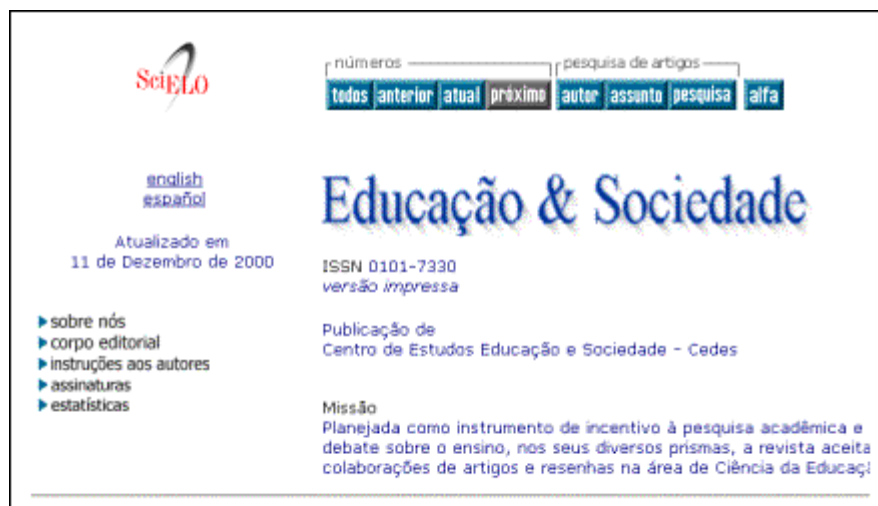 SciELO
números
pesquisa de artigos
todos anterior atual próximo autor assunto pesquisa alfa
english
español
Atualizado em
11 de Dezembro de 2000
sobre nós
corpo editorial
instruções aos autores
assinaturas
estatísticas
Educação & Sociedade
ISSN 0101-7330
versão impressa
Publicação de
Centro de Estudos Educação e Sociedade - Cedes
Missão
Planejada como instrumento de incentivo à pesquisa acadêmica e
debate sobre o ensino, nos seus diversos prismas, a revista aceita
colaborações de artigos e resenhas na área de Ciência da